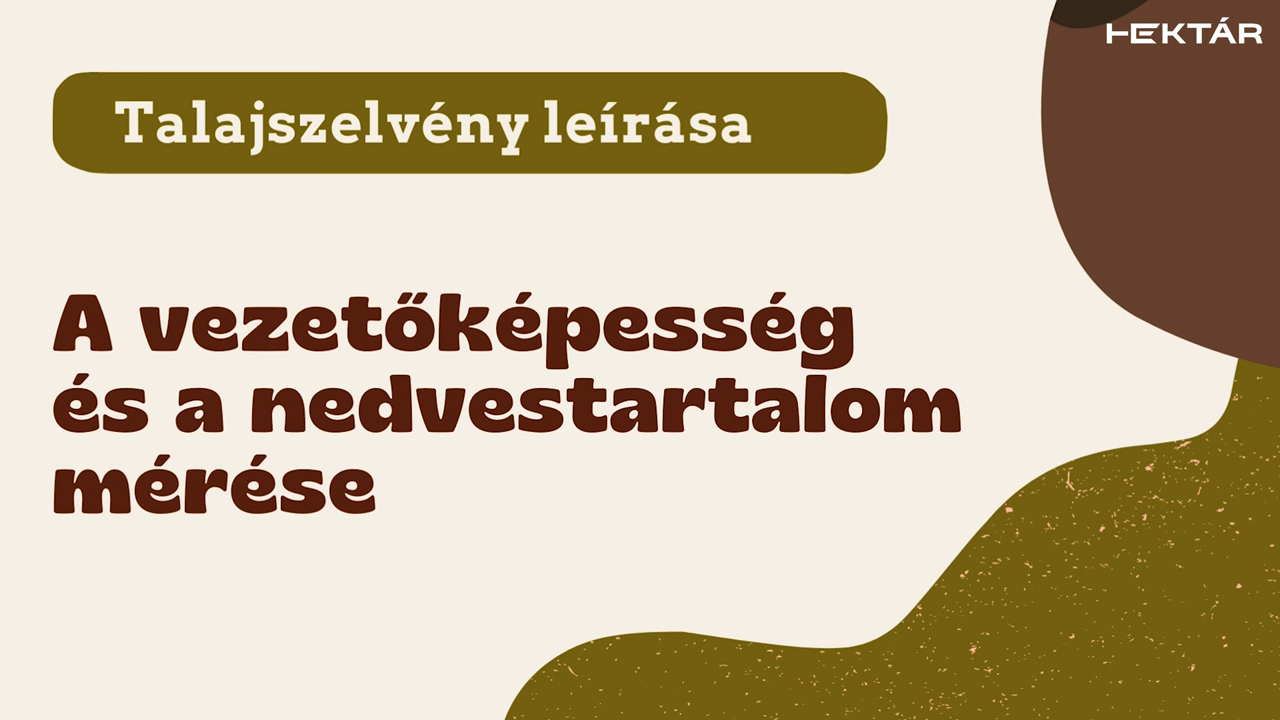 HEKTÁR
Talajszelvény leírása
A vezetőképesség
és a nedvestartalom
mérése